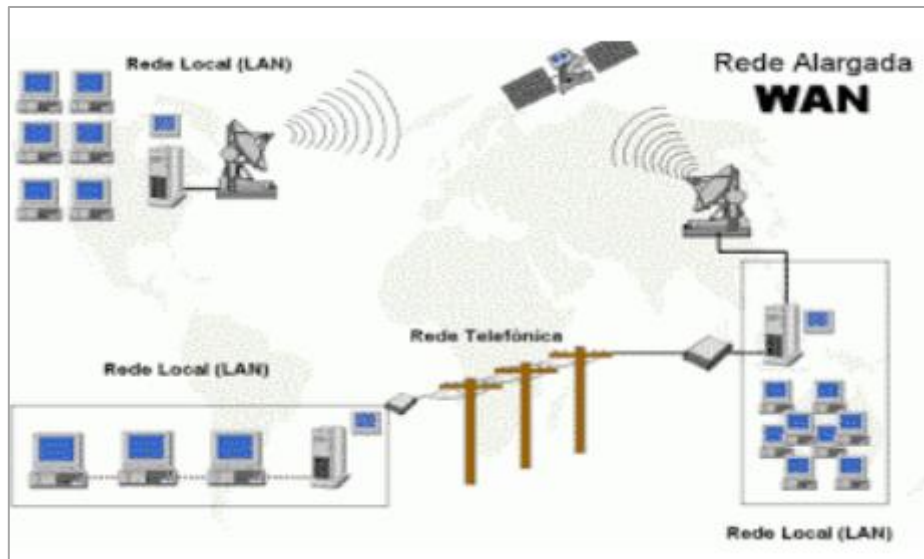 Rede Local (LAN)
Rede Alargada
WAN
Rede Telefónica
Rede Local (LAN)
Rede Local (LAN)